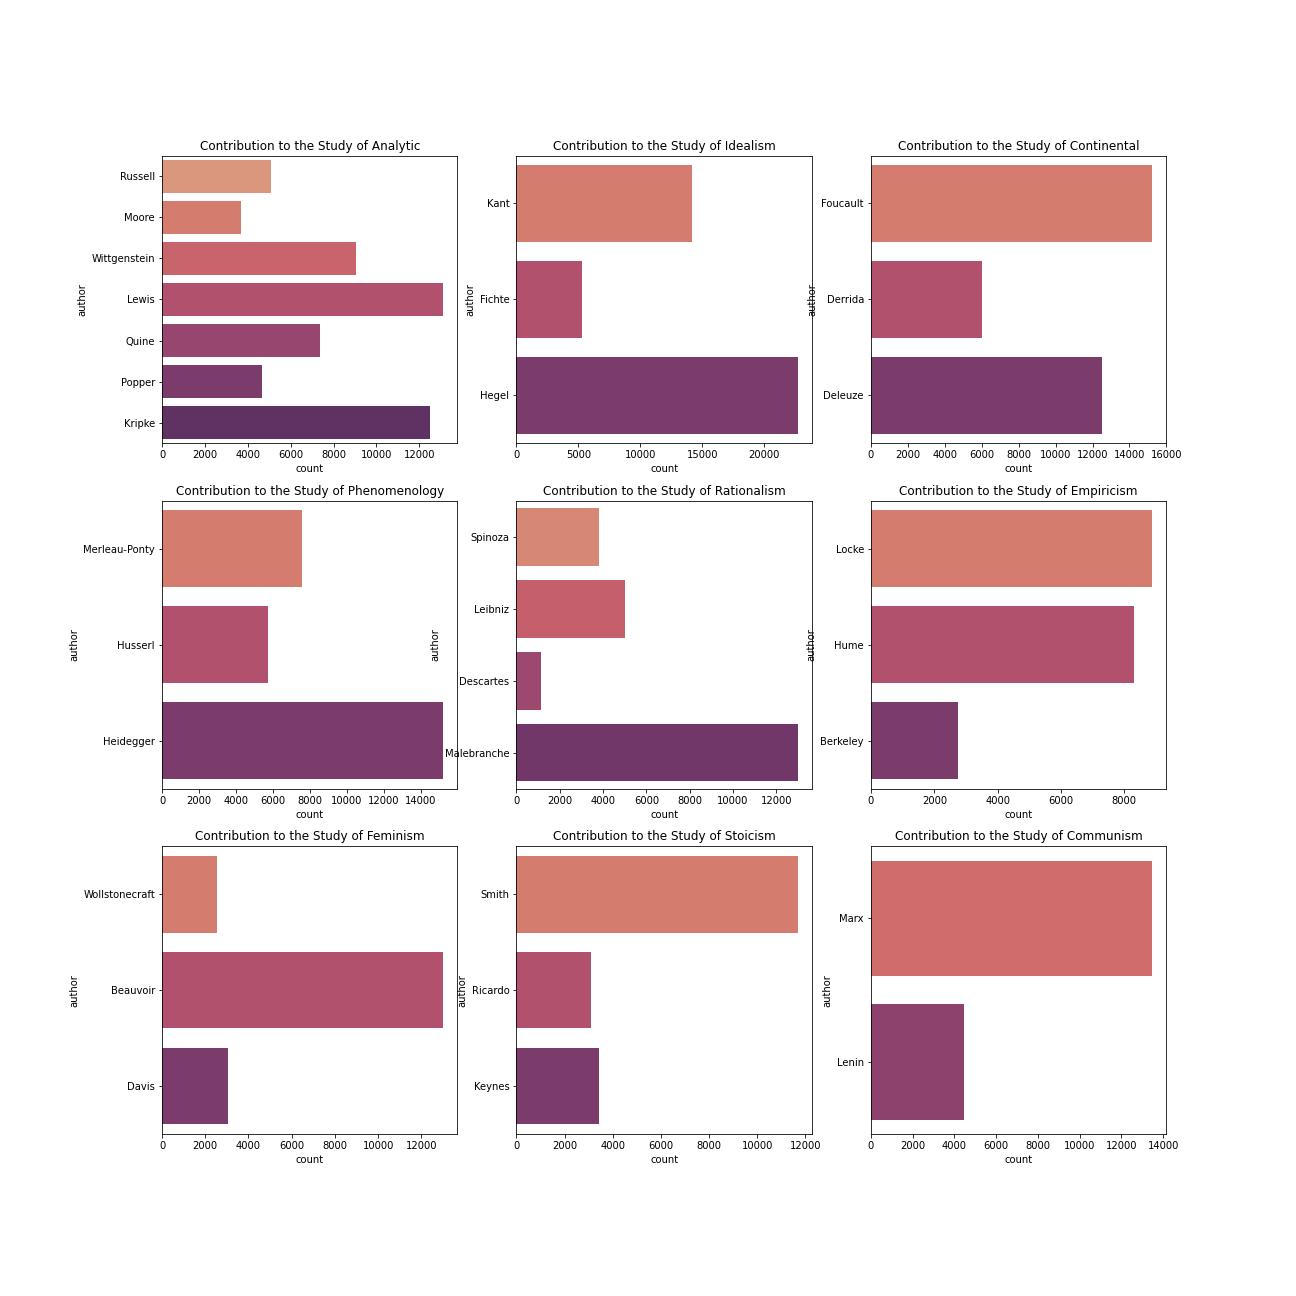 Contribution to the Study of Analytic
Russell
Moore
Wittgenstein
Lewis
Quine
Popper
Kripke
author
0 2000 4000 6000 8000 10000 12000
count
Contribution to the Study of Idealism
Kant
Fichte
Hegel
author
0 5000 10000 15000 20000
count
Contribution to the Study of Continental
Foucault
Derrida
Deleuze
author
0 2000 4000 6000 8000 10000 12000 14000 16000
count
Contribution to the Study of Phenomenology
Merleau-Ponty
Husserl
Heidegger
author
0 2000 4000 6000 8000 10000 12000 14000
count
Contribution to the Study of Rationalism
Spinoza
Leibniz
Descartes
Malebranche
author
0 2000 4000 6000 8000 10000 12000
count
Contribution to the Study of Empiricism
Locke
Hume
Berkeley
author
0 2000 4000 6000 8000
count
Contribution to the Study of Feminism
Wollstonecraft
Beauvoir
Davis
author
0 2000 4000 6000 8000 10000 12000
count
Contribution to the Study of Stoicism
Smith
Ricardo
Keynes
author
0 2000 4000 6000 8000 10000 12000
count
Contribution to the Study of Communism
Marx
Lenin
author
0 2000 4000 6000 8000 10000 12000 14000
count